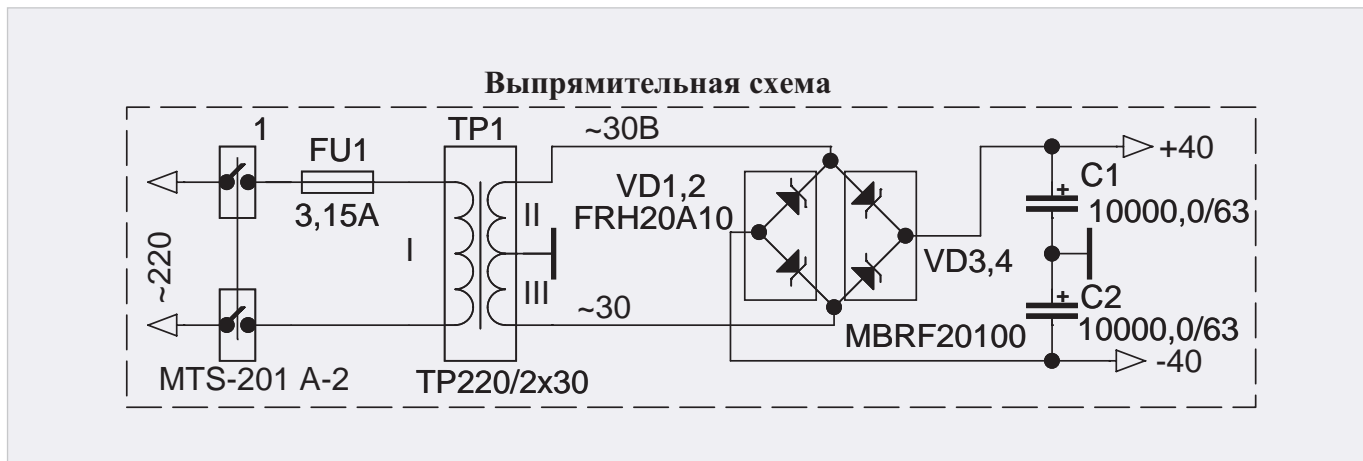 Выпрямительная схема
1
FU1
3,15A
~220
MTS-201 A-2
TP1
I
II
III
TP220/2x30
~30В
~30
VD1,2
FRH20A10
VD3,4
MBRF20100
+40
+
C1
10000,0/63
+
C2
10000,0/63
-40